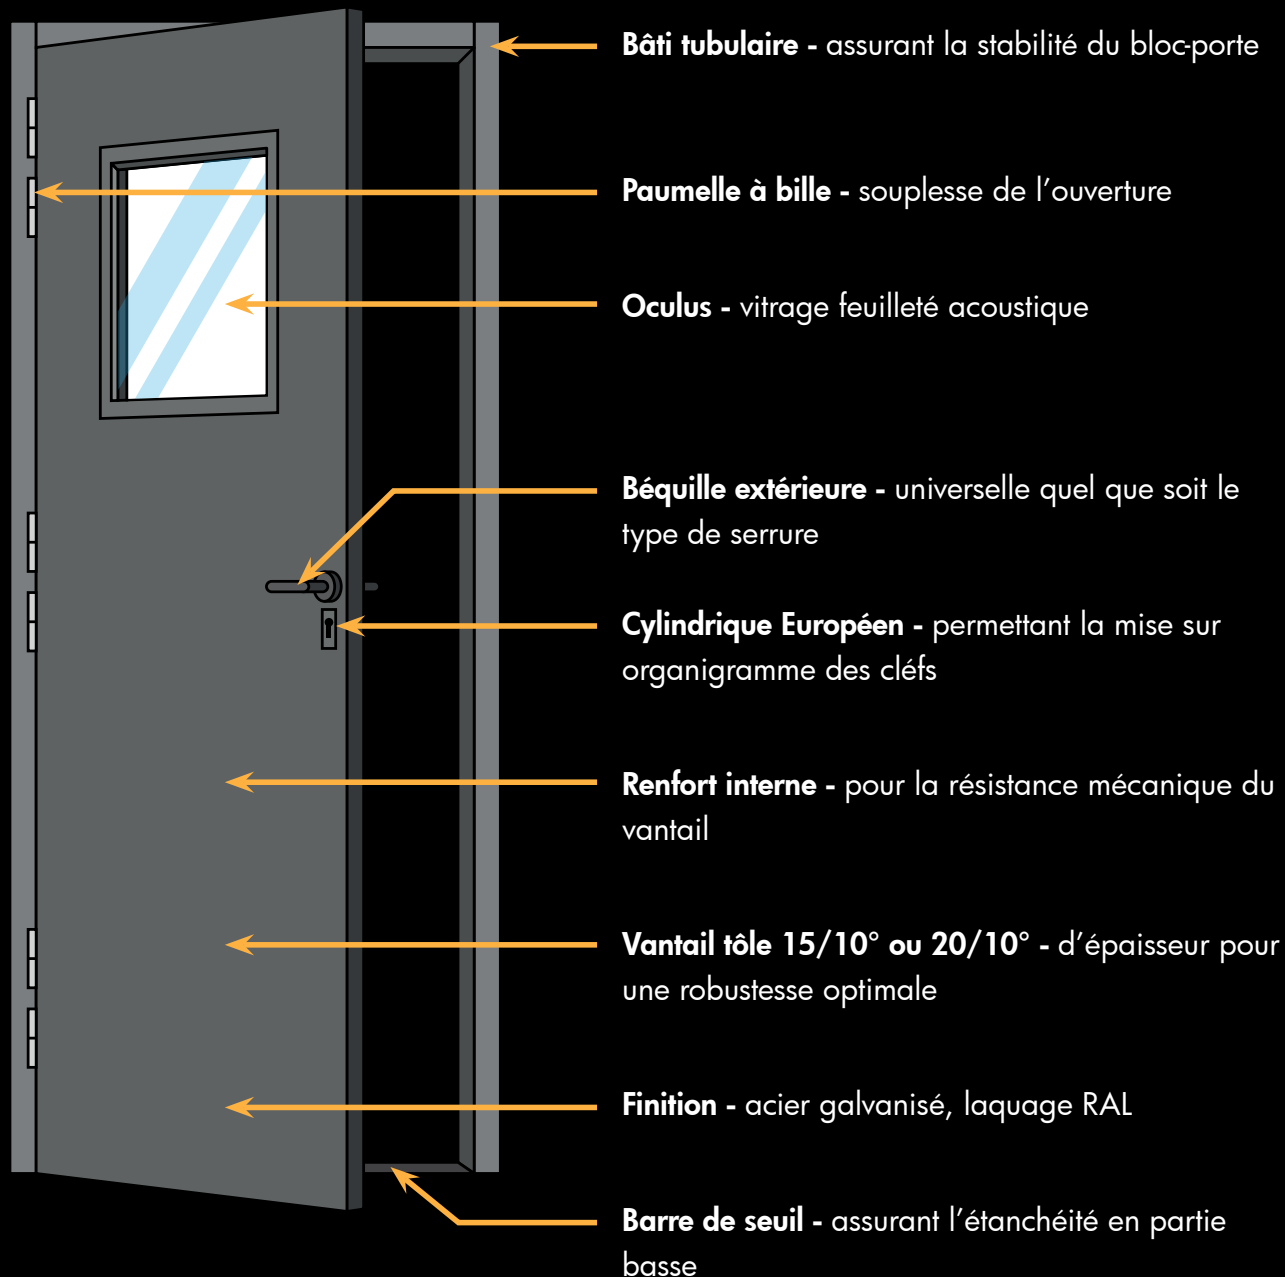 Bâti tubulaire - assurant la stabilité du bloc-porte
Paumelle à bille - souplesse de l’ouverture
Oculus - vitrage feuilleté acoustique
Béquille extérieure - universelle quel que soit le
type de serrure
Cylindrique Européen - permettant la mise sur
organigramme des cléfs
Renfort interne - pour la résistance mécanique du
vantail
Vantail tôle 15/10° ou 20/10° - d’épaisseur pour
une robustesse optimale
Finition - acier galvanisé, laquage RAL
Barre de seuil - assurant l’étanchéité en partie
basse